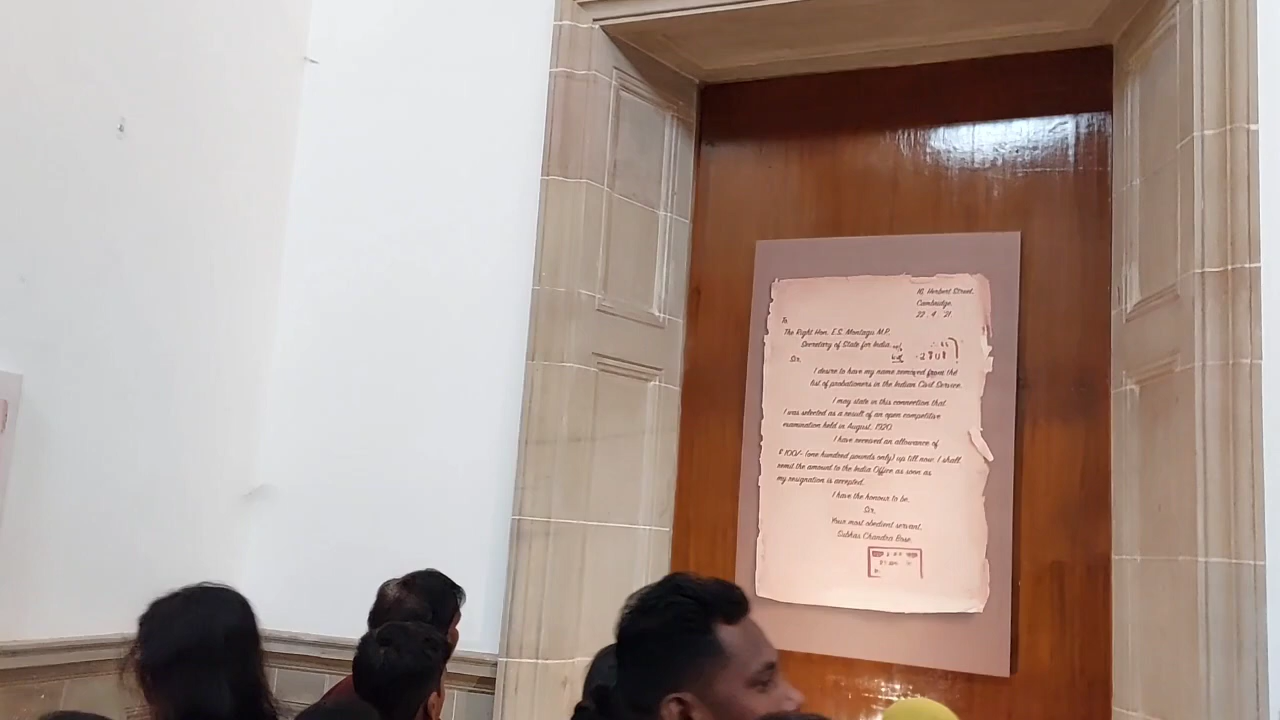 16, Herbert Street,
Cambridge.
22 . 4 . 21.
To
The Right Hon. E.S. Montagu M.P.,
Secretary of State for India.
Sir,
I desire to have my name removed from the
list of probationers in the Indian Civil Service.
I may state in this connection that
I was selected as a result of an open competitive
examination held in August, 1920.
I have received an allowance of
£ 100/- (one hundred pounds only) up till now. I shall
remit the amount to the India Office as soon as
my resignation is accepted.
I have the honour to be,
Sir,
Your most obedient servant,
Subhas Chandra Bose.